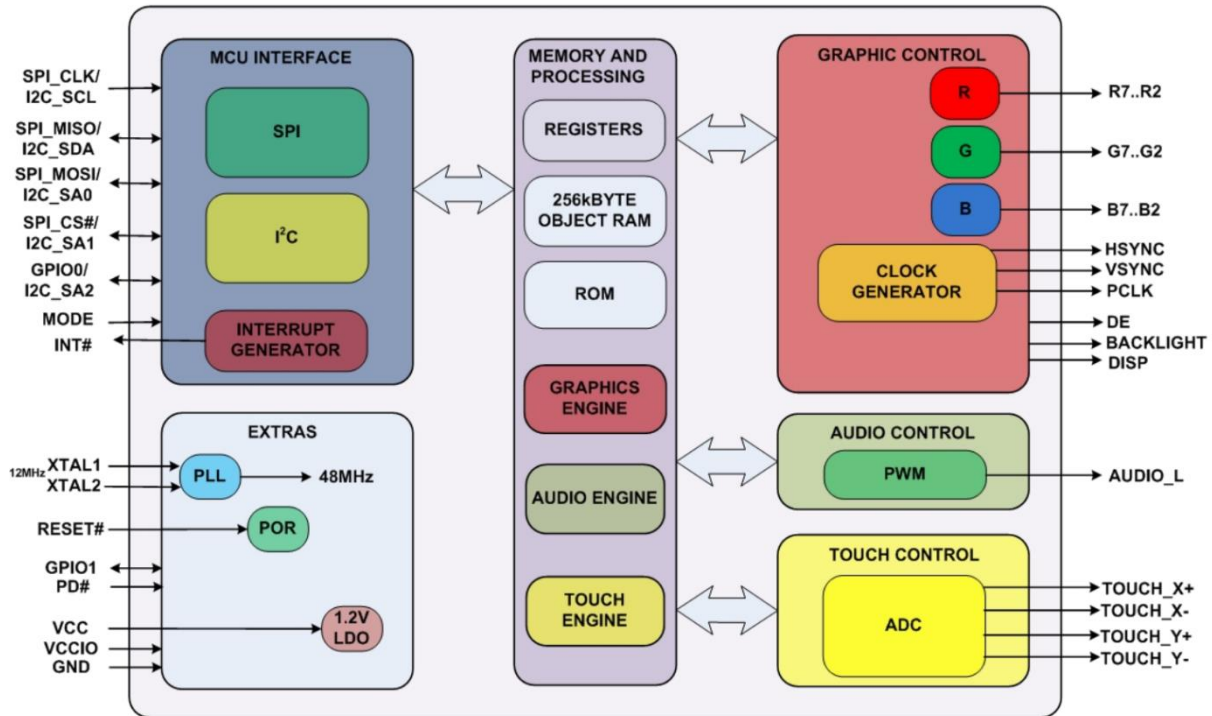 MCU INTERFACE
SPI_CLK/
I2C_SCL
SPI_MISO/
I2C_SDA
SPI_MOSI/
I2C_SA0
SPI_CS#/
I2C_SA1
GPIO0/
I2C_SA2
MODE
INT#
SPI
I²C
INTERRUPT
GENERATOR
EXTRAS
12MHz XTAL1
XTAL2
PLL
48MHz
RESET#
POR
GPIO1
PD#
VCC
VCCIO
GND
1.2V
LDO
MEMORY AND
PROCESSING
REGISTERS
256kBYTE
OBJECT RAM
ROM
GRAPHICS
ENGINE
AUDIO ENGINE
TOUCH
ENGINE
GRAPHIC CONTROL
R
G
B
CLOCK
GENERATOR
R7..R2
G7..G2
B7..B2
HSYNC
VSYNC
PCLK
DE
BACKLIGHT
DISP
AUDIO CONTROL
PWM
AUDIO_L
TOUCH CONTROL
ADC
TOUCH_X+
TOUCH_X-
TOUCH_Y+
TOUCH_Y-